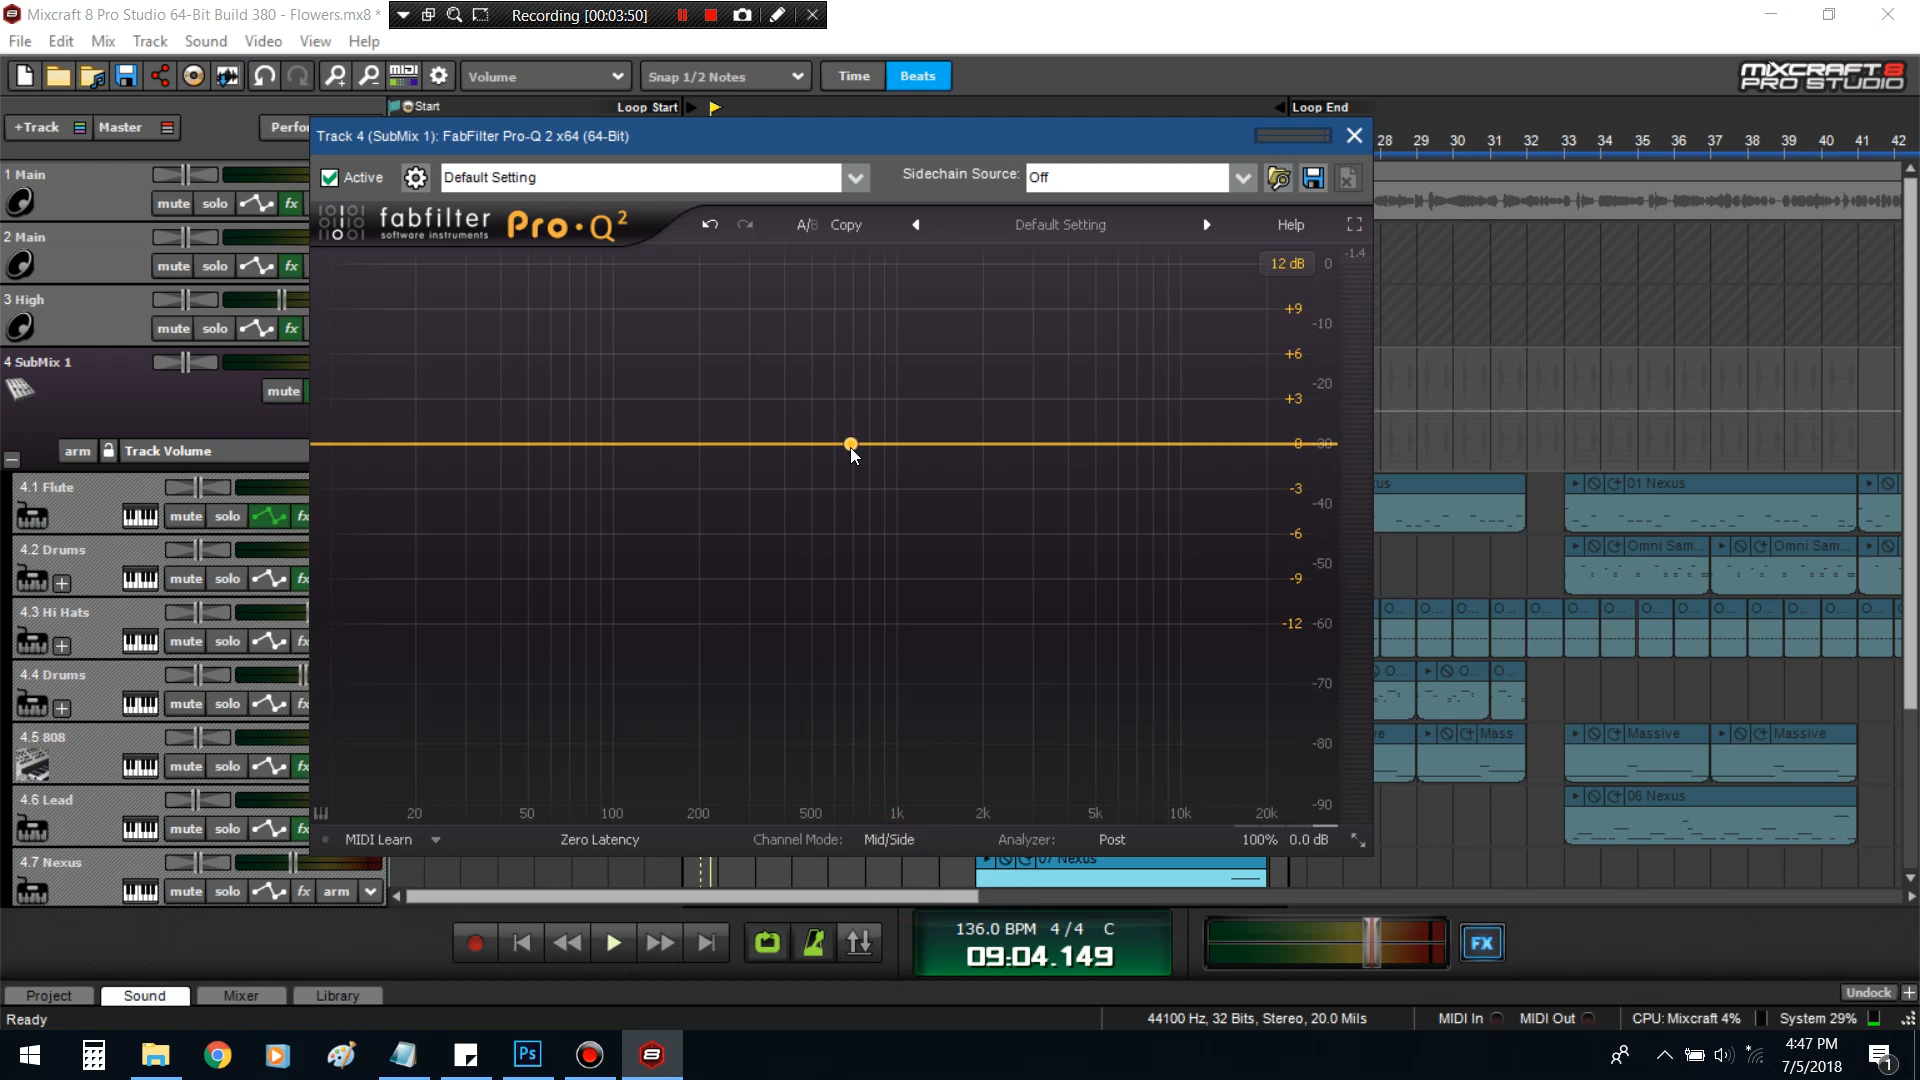 Mixcraft 8 Pro Studio 64-Bit Build 380 - Flowers.mx8 *
Recording [00:03:50]
File Edit Mix Track Sound Video View Help
MIDI
Volume
Snap 1/2 Notes
Time
Beats
MIXCRAFT 8
PRO STUDIO
Start
Loop Start
Loop End
+Track
Master
Perfor
28 29 30 31 32 33 34 35 36 37 38 39 40 41 42
Track 4 (SubMix 1): FabFilter Pro-Q 2 x64 (64-Bit)
Active
Default Setting
Sidechain Source:
Off
fabfilter
software instruments
Pro·Q2
A/B
Copy
Default Setting
Help
12 dB 0 -1.4
+9
-10
+6
-20
+3
0 -30
-3
-40
-6
-50
-9
-12 -60
-70
-80
-90
20 50 100 200 500 1k 2k 5k 10k 20k
MIDI Learn
Zero Latency
Channel Mode: Mid/Side
Analyzer: Post
100% 0.0 dB
1 Main
mute solo fx
2 Main
mute solo fx
3 High
mute solo fx
4 SubMix 1
mute
arm
Track Volume
4.1 Flute
mute solo fx
4.2 Drums
mute solo fx
4.3 Hi Hats
mute solo fx
4.4 Drums
mute solo fx
4.5 808
mute solo fx
4.6 Lead
mute solo fx
4.7 Nexus
mute solo fx arm
01 Nexus
Omni Sam...
Omni Sam...
O... O... O... O... O... O... O... O... O... O... O... O... O... O...
O... O... O...
Mass
Massive
Massive
06 Nexus
07 Nexus
136.0 BPM 4/4 C
09:04.149
FX
Project
Sound
Mixer
Library
Undock
Ready
44100 Hz, 32 Bits, Stereo, 20.0 Mils
MIDI In
MIDI Out
CPU: Mixcraft 4%
System 29%
Ps
8
4:47 PM
7/5/2018
1